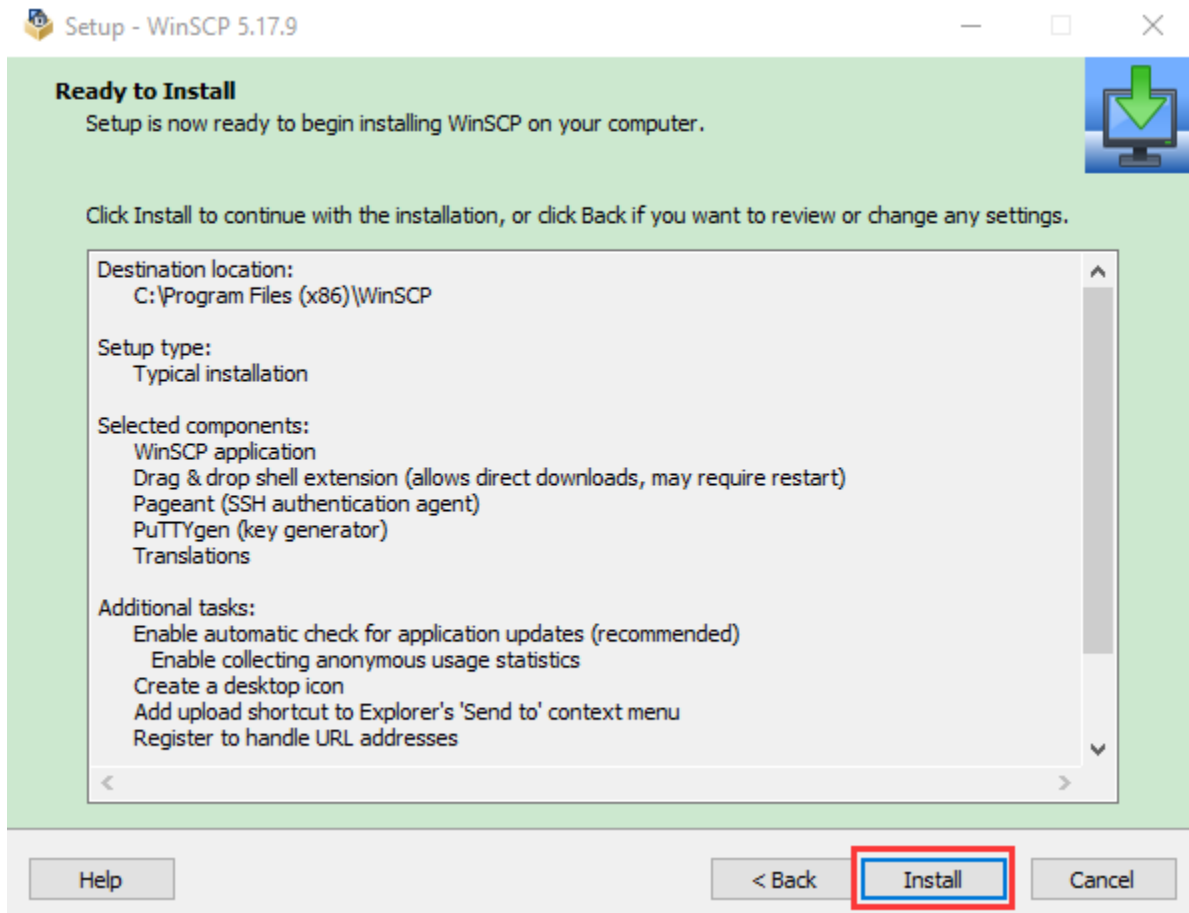 Setup - WinSCP 5.17.9
Ready to Install
Setup is now ready to begin installing WinSCP on your computer.
Click Install to continue with the installation, or click Back if you want to review or change any settings.
Destination location:
C:\Program Files (x86)\WinSCP
Setup type:
Typical installation
Selected components:
WinSCP application
Drag & drop shell extension (allows direct downloads, may require restart)
Pageant (SSH authentication agent)
PuTTYgen (key generator)
Translations
Additional tasks:
Enable automatic check for application updates (recommended)
Enable collecting anonymous usage statistics
Create a desktop icon
Add upload shortcut to Explorer's 'Send to' context menu
Register to handle URL addresses
Help < Back Install Cancel